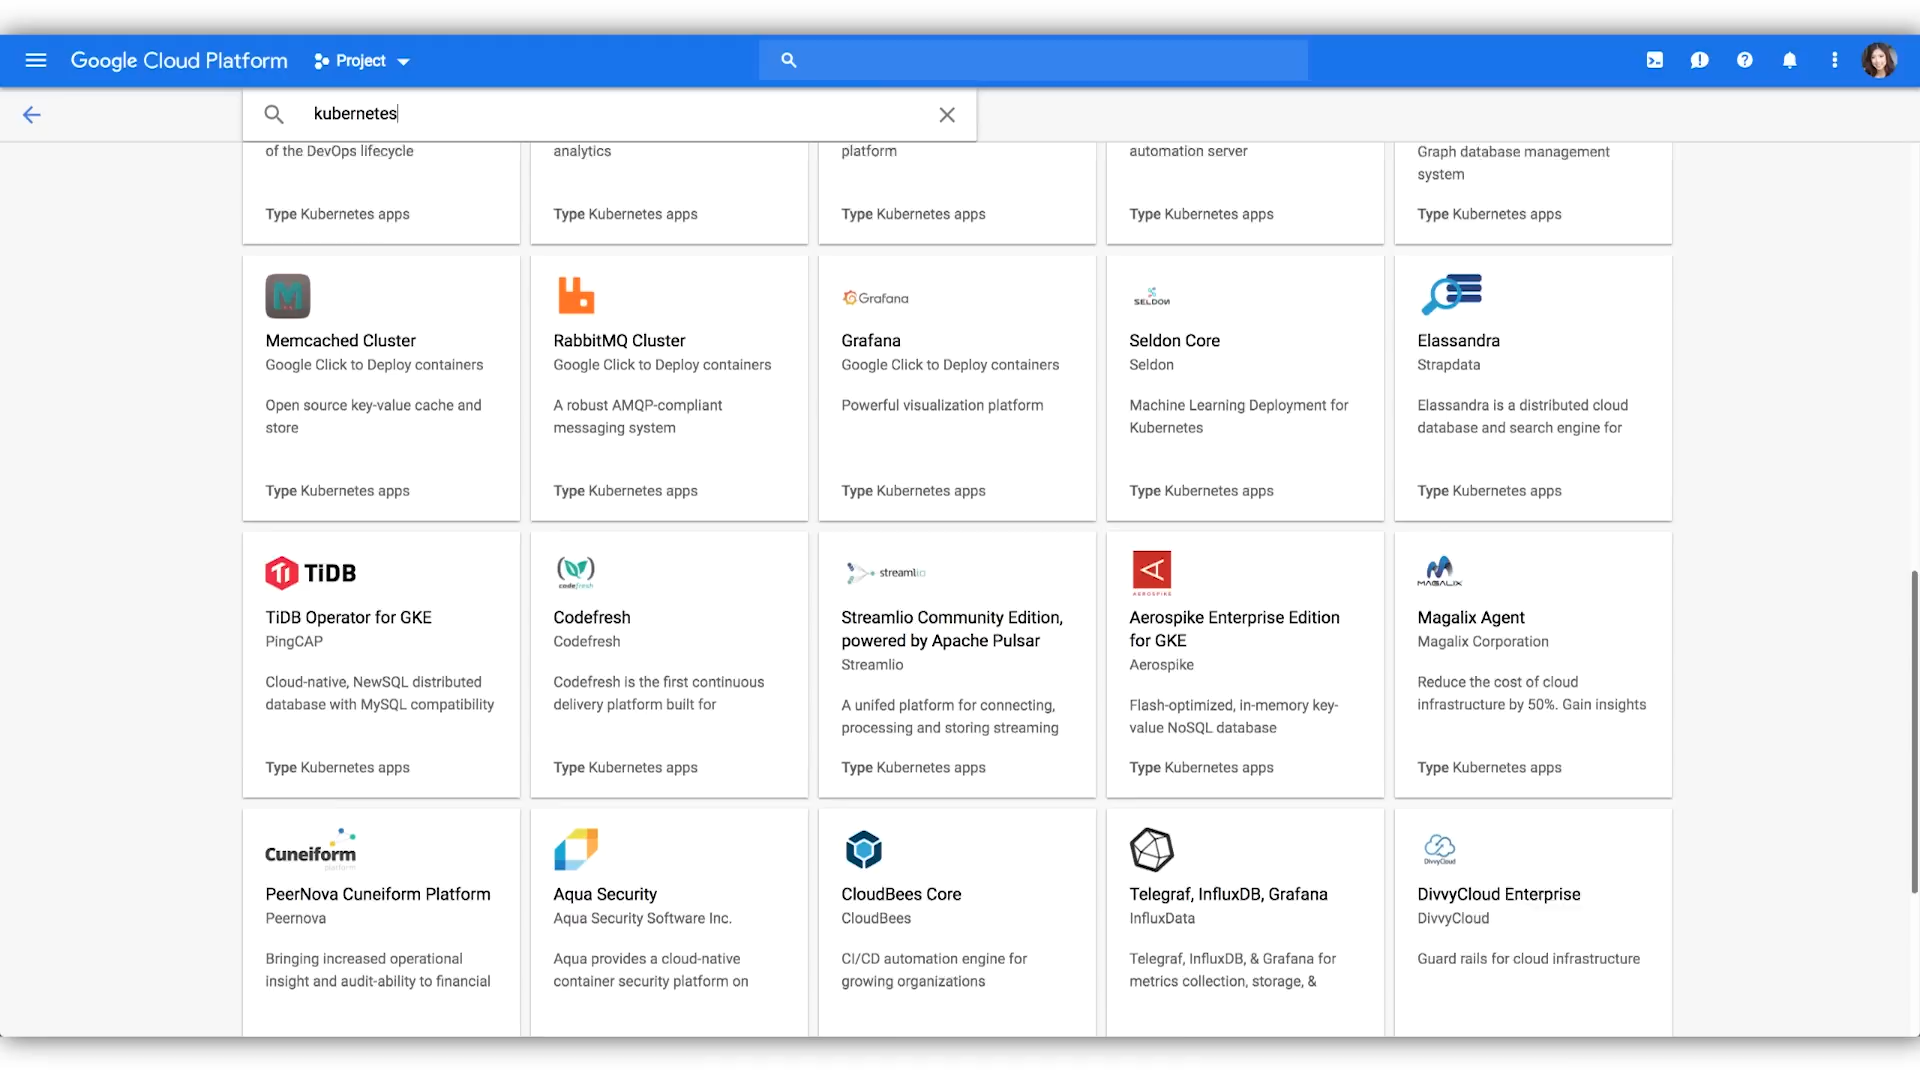 Google Cloud Platform
Project
kubernetes
of the DevOps lifecycle
Type Kubernetes apps
analytics
Type Kubernetes apps
platform
Type Kubernetes apps
automation server
Type Kubernetes apps
Graph database management
system
Type Kubernetes apps
Memcached Cluster
Google Click to Deploy containers
Open source key-value cache and
store
Type Kubernetes apps
RabbitMQ Cluster
Google Click to Deploy containers
A robust AMQP-compliant
messaging system
Type Kubernetes apps
Grafana
Grafana
Google Click to Deploy containers
Powerful visualization platform
Type Kubernetes apps
SELDON
Seldon Core
Seldon
Machine Learning Deployment for
Kubernetes
Type Kubernetes apps
Elassandra
Strapdata
Elassandra is a distributed cloud
database and search engine for
Type Kubernetes apps
TiDB
TiDB Operator for GKE
PingCAP
Cloud-native, NewSQL distributed
database with MySQL compatibility
Type Kubernetes apps
codefresh
Codefresh
Codefresh
Codefresh is the first continuous
delivery platform built for
Type Kubernetes apps
streamlio
Streamlio Community Edition,
powered by Apache Pulsar
Streamlio
A unifed platform for connecting,
processing and storing streaming
Type Kubernetes apps
AEROSPIKE
Aerospike Enterprise Edition
for GKE
Aerospike
Flash-optimized, in-memory key-
value NoSQL database
Type Kubernetes apps
MAGALIX
Magalix Agent
Magalix Corporation
Reduce the cost of cloud
infrastructure by 50%. Gain insights
Type Kubernetes apps
Cuneiform
platform
PeerNova Cuneiform Platform
Peernova
Bringing increased operational
insight and audit-ability to financial
Aqua Security
Aqua Security Software Inc.
Aqua provides a cloud-native
container security platform on
CloudBees Core
CloudBees
CI/CD automation engine for
growing organizations
Telegraf, InfluxDB, Grafana
InfluxData
Telegraf, InfluxDB, & Grafana for
metrics collection, storage, &
DivvyCloud
DivvyCloud Enterprise
DivvyCloud
Guard rails for cloud infrastructure